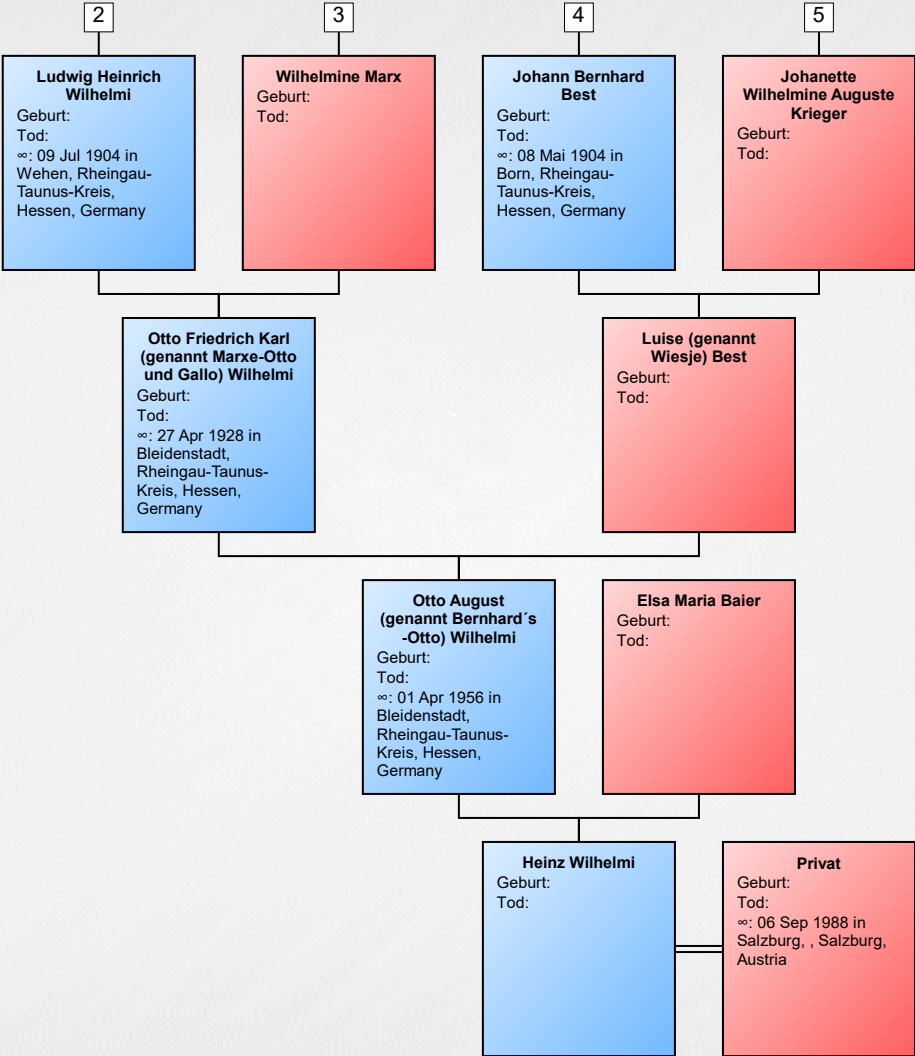 2
3
4
5
Ludwig Heinrich
Wilhelmi
Geburt:
Tod:
∞: 09 Jul 1904 in
Wehen, Rheingau-
Taunus-Kreis,
Hessen, Germany
Wilhelmine Marx
Geburt:
Tod:
Johann Bernhard
Best
Geburt:
Tod:
∞: 08 Mai 1904 in
Born, Rheingau-
Taunus-Kreis,
Hessen, Germany
Johanette
Wilhelmine Auguste
Krieger
Geburt:
Tod:
Otto Friedrich Karl
(genannt Marxe-Otto
und Gallo) Wilhelmi
Geburt:
Tod:
∞: 27 Apr 1928 in
Bleidenstadt,
Rheingau-Taunus-
Kreis, Hessen,
Germany
Luise (genannt
Wiesje) Best
Geburt:
Tod:
Otto August
(genannt Bernhard´s
-Otto) Wilhelmi
Geburt:
Tod:
∞: 01 Apr 1956 in
Bleidenstadt,
Rheingau-Taunus-
Kreis, Hessen,
Germany
Elsa Maria Baier
Geburt:
Tod:
Heinz Wilhelmi
Geburt:
Tod:
Privat
Geburt:
Tod:
∞: 06 Sep 1988 in
Salzburg, , Salzburg,
Austria